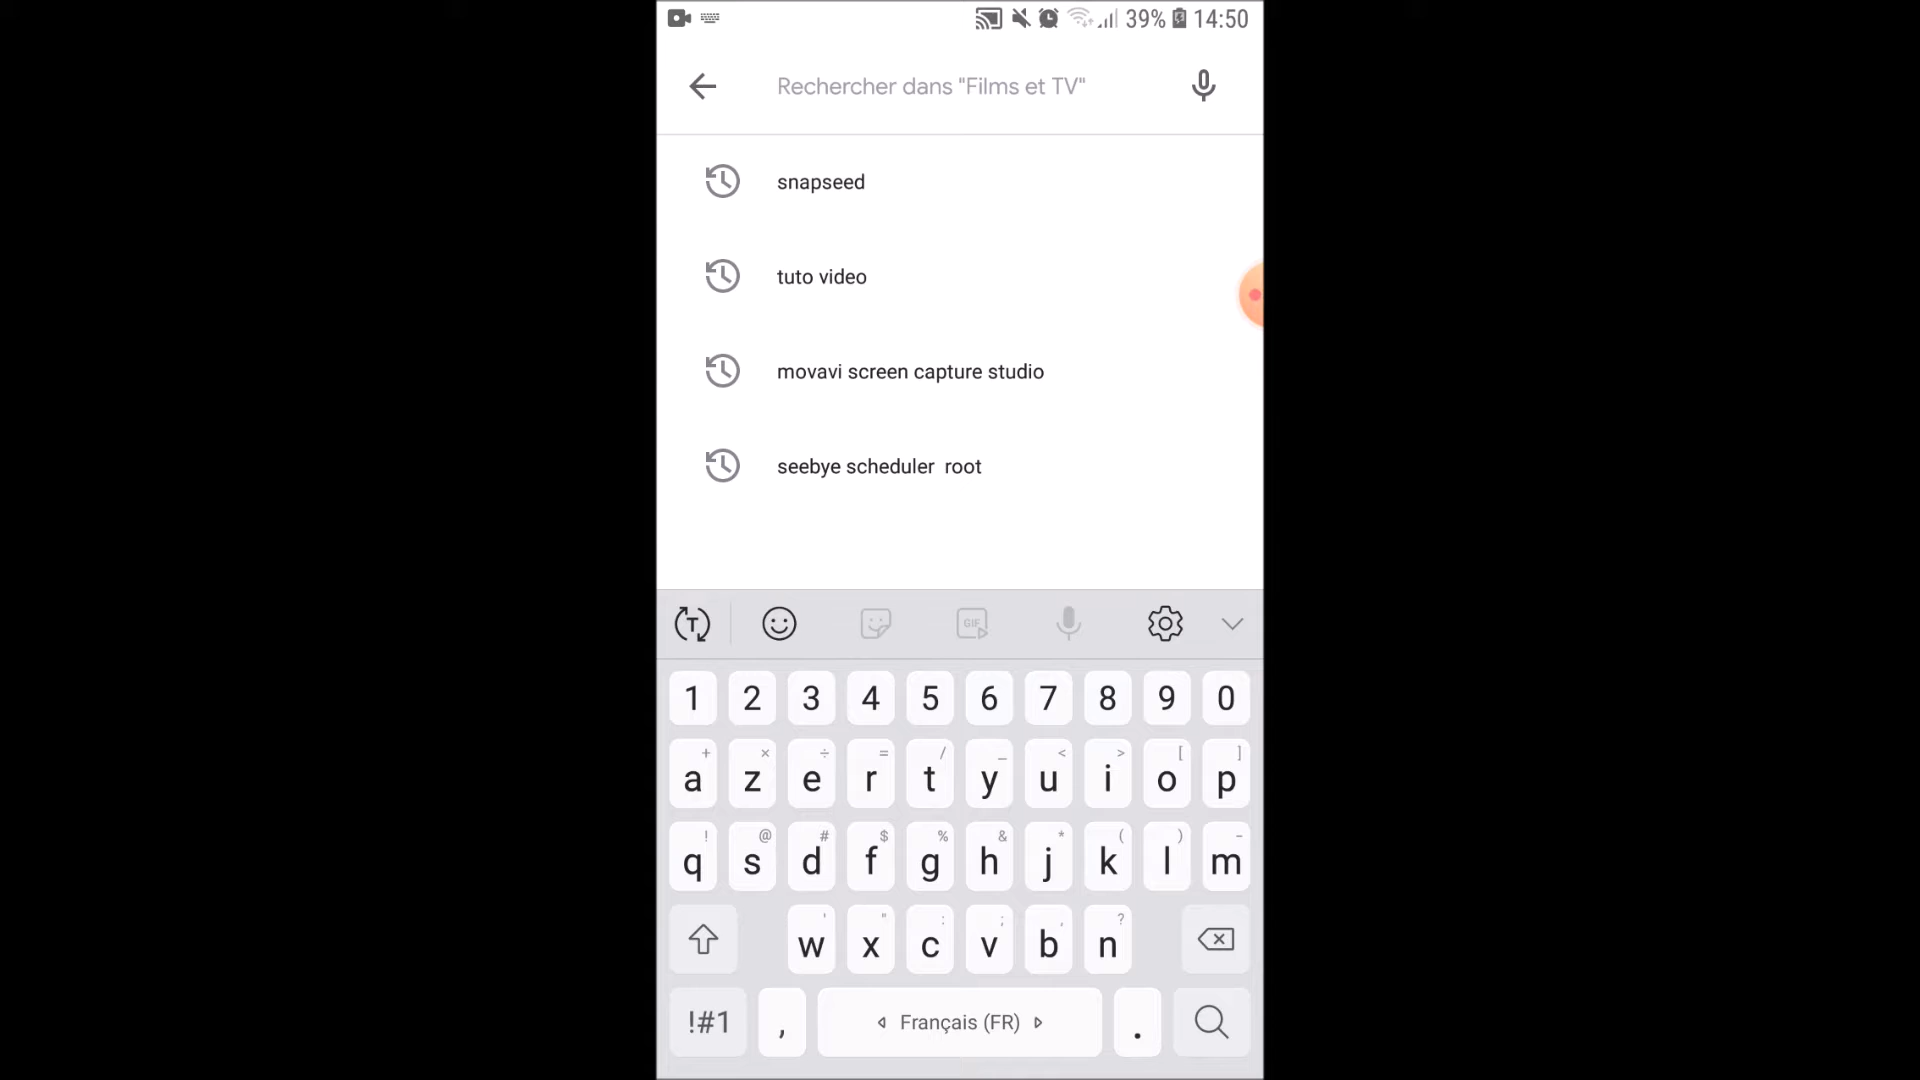 39% 14:50
Rechercher dans "Films et TV"
snapseed
tuto video
movavi screen capture studio
seebye scheduler root
T GIF
1 2 3 4 5 6 7 8 9 0
+ × ÷ = / _ < > [ ]
a z e r t y u i o p
! @ # $ % & * ( ) -
q s d f g h j k l m
' " : ; , ?
w x c v b n
!#1 , Français (FR) .